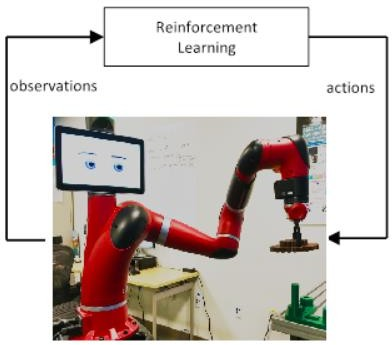 Reinforcement
Learning
observations
actions